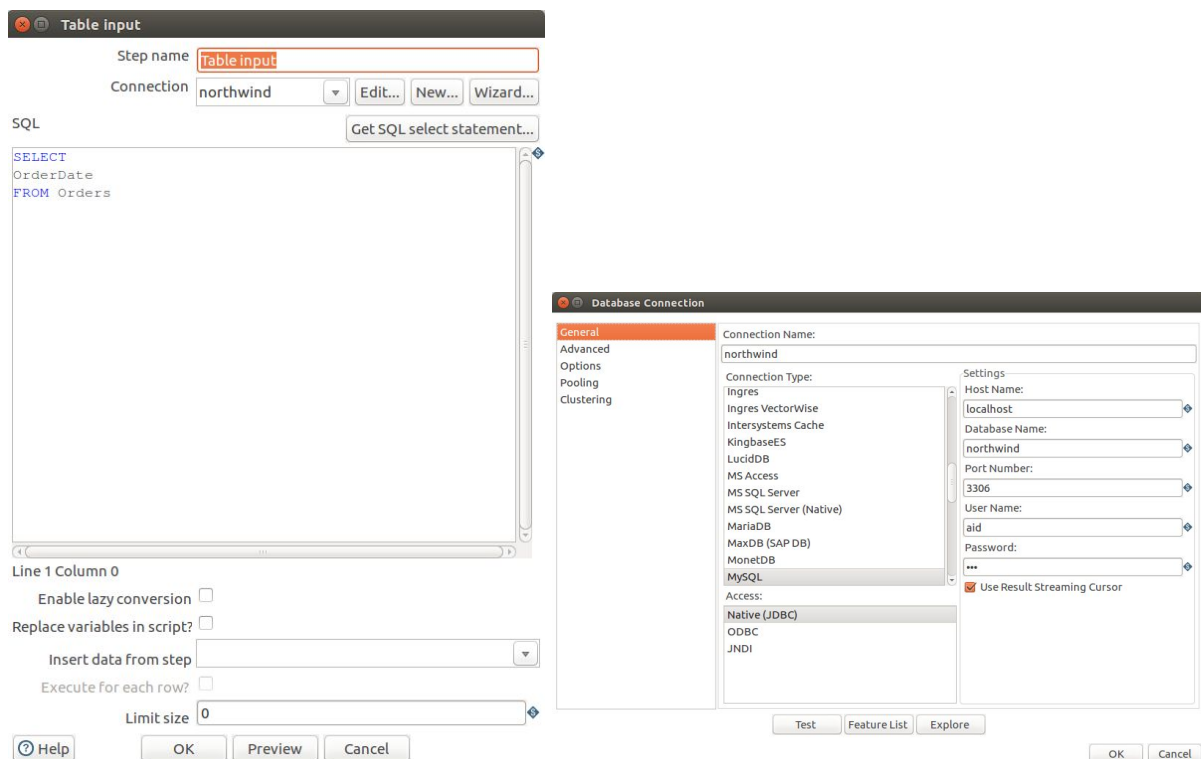 Table input
Step name Table input
Connection northwind Edit... New... Wizard...
SQL Get SQL select statement...
SELECT
OrderDate
FROM Orders
Line 1 Column 0
Enable lazy conversion
Replace variables in script?
Insert data from step
Execute for each row?
Limit size 0
Help OK Preview Cancel
Database Connection
General
Advanced
Options
Pooling
Clustering
Connection Name:
northwind
Connection Type:
Ingres
Ingres VectorWise
Intersystems Cache
KingbaseES
LucidDB
MS Access
MS SQL Server
MS SQL Server (Native)
MariaDB
MaxDB (SAP DB)
MonetDB
MySQL
Access:
Native (JDBC)
ODBC
JNDI
Settings
Host Name:
localhost
Database Name:
northwind
Port Number:
3306
User Name:
aid
Password:
•••
Use Result Streaming Cursor
Test Feature List Explore
OK Cancel